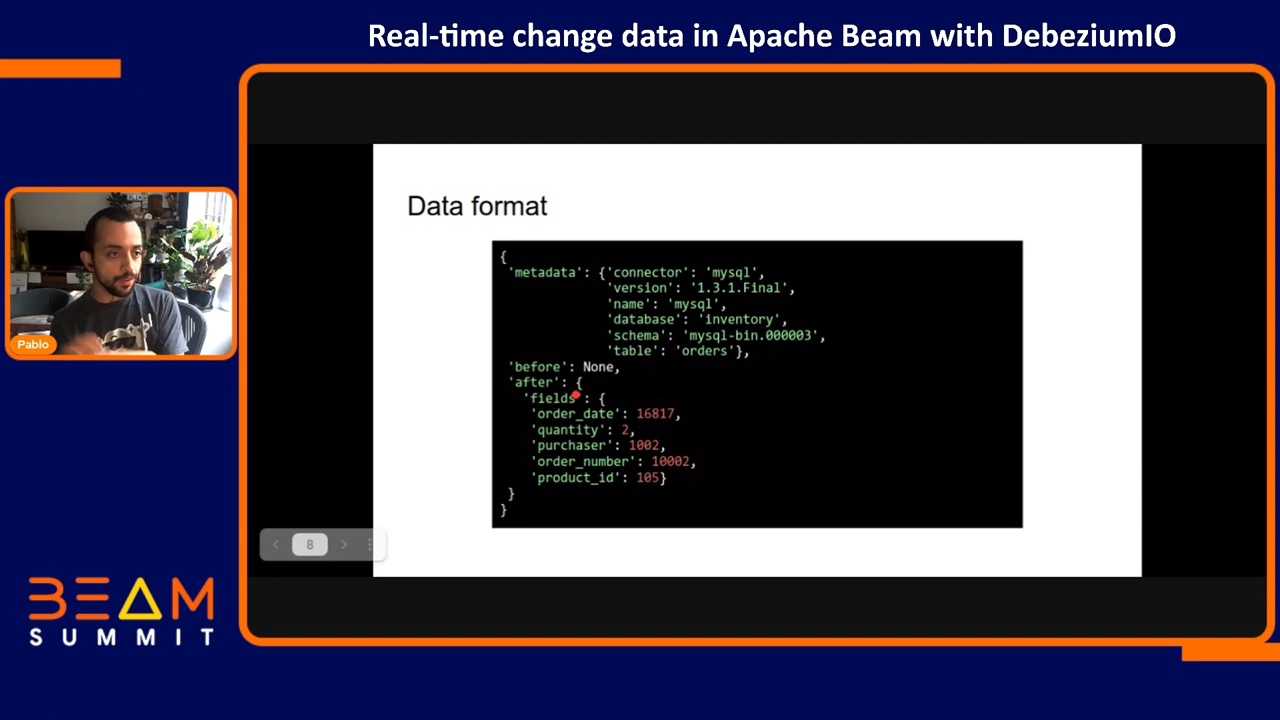 Real-time change data in Apache Beam with DebeziumIO
Data format
{
'metadata': {'connector': 'mysql',
'version': '1.3.1.Final',
'name': 'mysql',
'database': 'inventory',
'schema': 'mysql-bin.000003',
'table': 'orders'},
'before': None,
'after': {
'fields': {
'order_date': 16817,
'quantity': 2,
'purchaser': 1002,
'order_number': 10002,
'product_id': 105}
}
}
Pablo
8
BEAM
SUMMIT